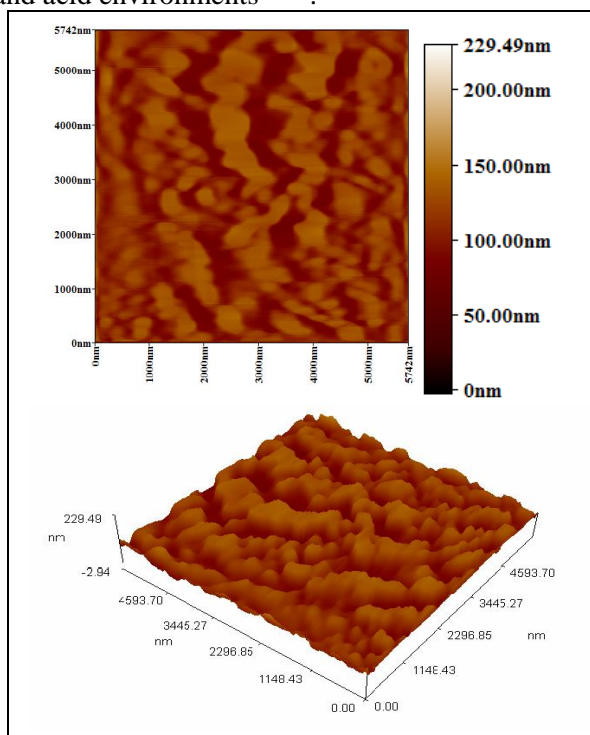 and acid environments .
5742nm
5000nm
4000nm
3000nm
2000nm
1000nm
0nm
0nm
1000nm
2000nm
3000nm
4000nm
5000nm
5742nm
229.49nm
200.00nm
150.00nm
100.00nm
50.00nm
0nm
229.49
nm
-2.94
4593.70
3445.27
nm
2296.85
1148.43
0.00
0.00
1148.43
2296.85
nm
3445.27
4593.70